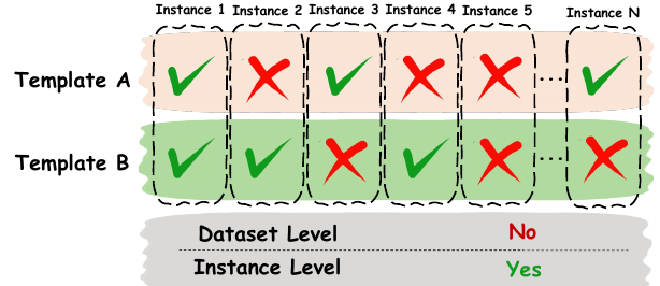 Instance 1 Instance 2 Instance 3 Instance 4 Instance 5 Instance N
Template A ...
Template B ...
Dataset Level No
Instance Level Yes